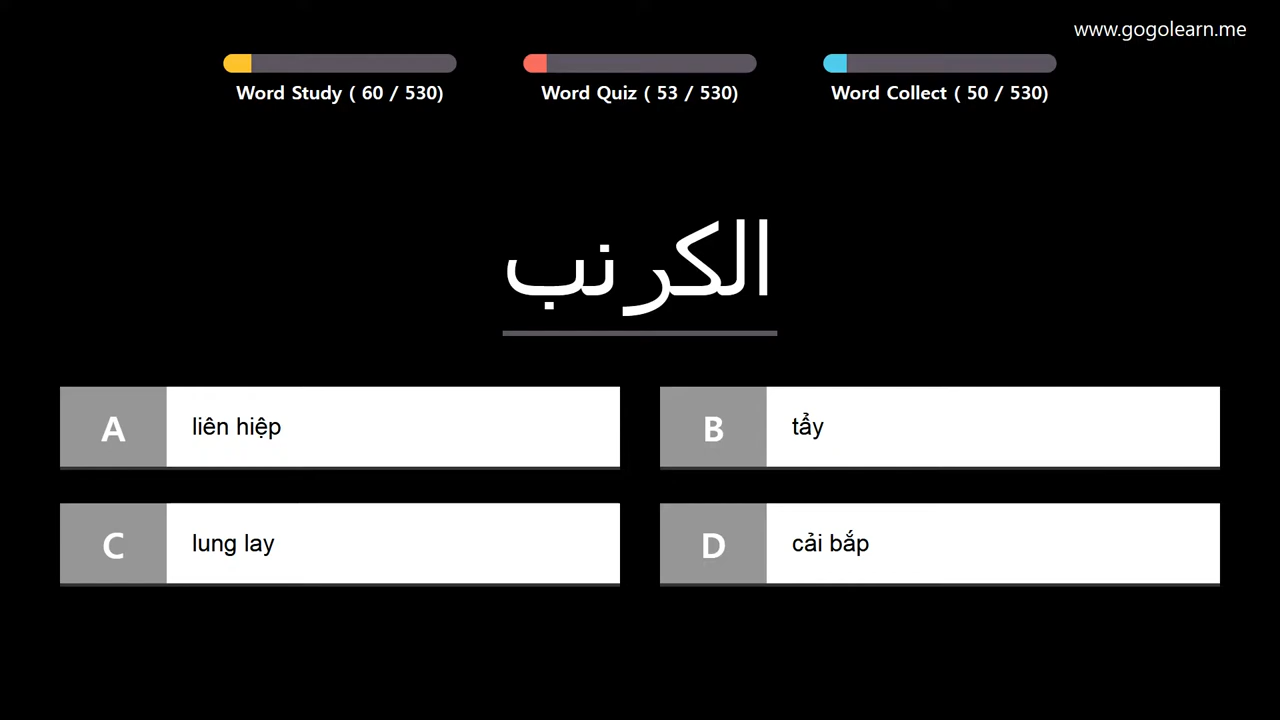 www.gogolearn.me
Word Study ( 60 / 530)
Word Quiz ( 53 / 530)
Word Collect ( 50 / 530)
الكرنب
A liên hiệp
B tẩy
C lung lay
D cải bắp